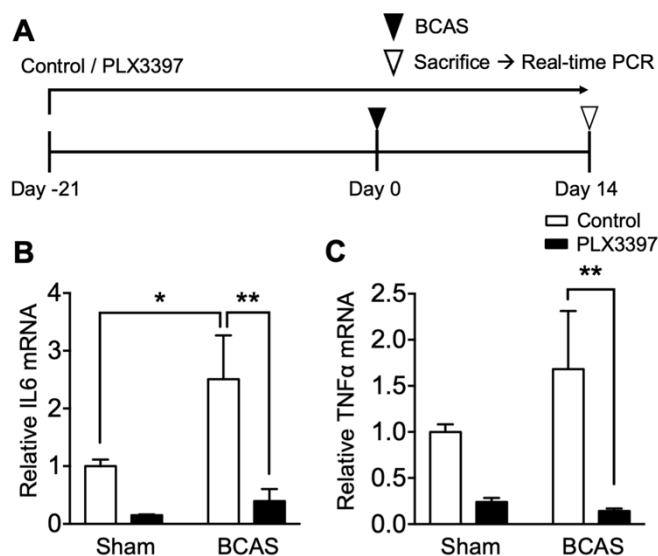 A
BCAS
Control / PLX3397
Sacrifice → Real-time PCR
Day -21
Day 0
Day 14
Control
PLX3397
B
Relative IL6 mRNA
4
3
2
1
0
*
**
Sham
BCAS
C
Relative TNFα mRNA
2.5
2.0
1.5
1.0
0.5
0.0
**
Sham
BCAS